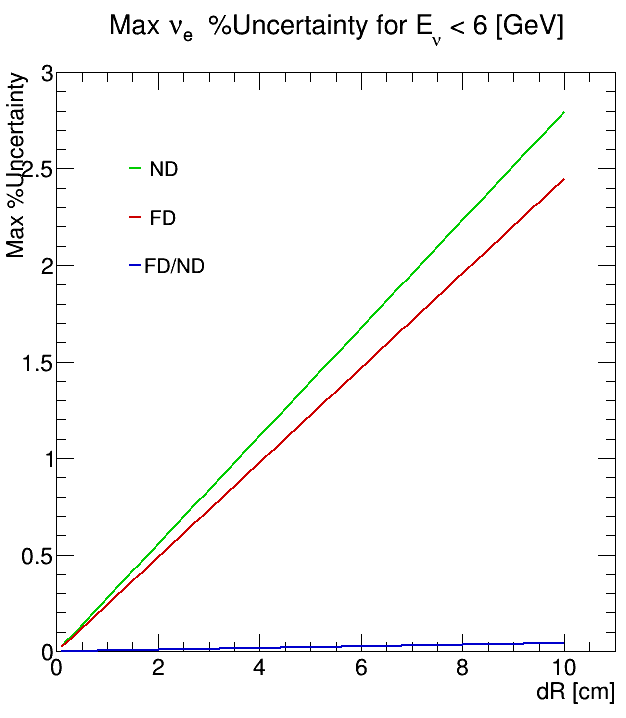 Max νe %Uncertainty for Eν < 6 [GeV]
Max %Uncertainty
3
2.5
2
1.5
1
0.5
0
ND
FD
FD/ND
0 2 4 6 8 10
dR [cm]